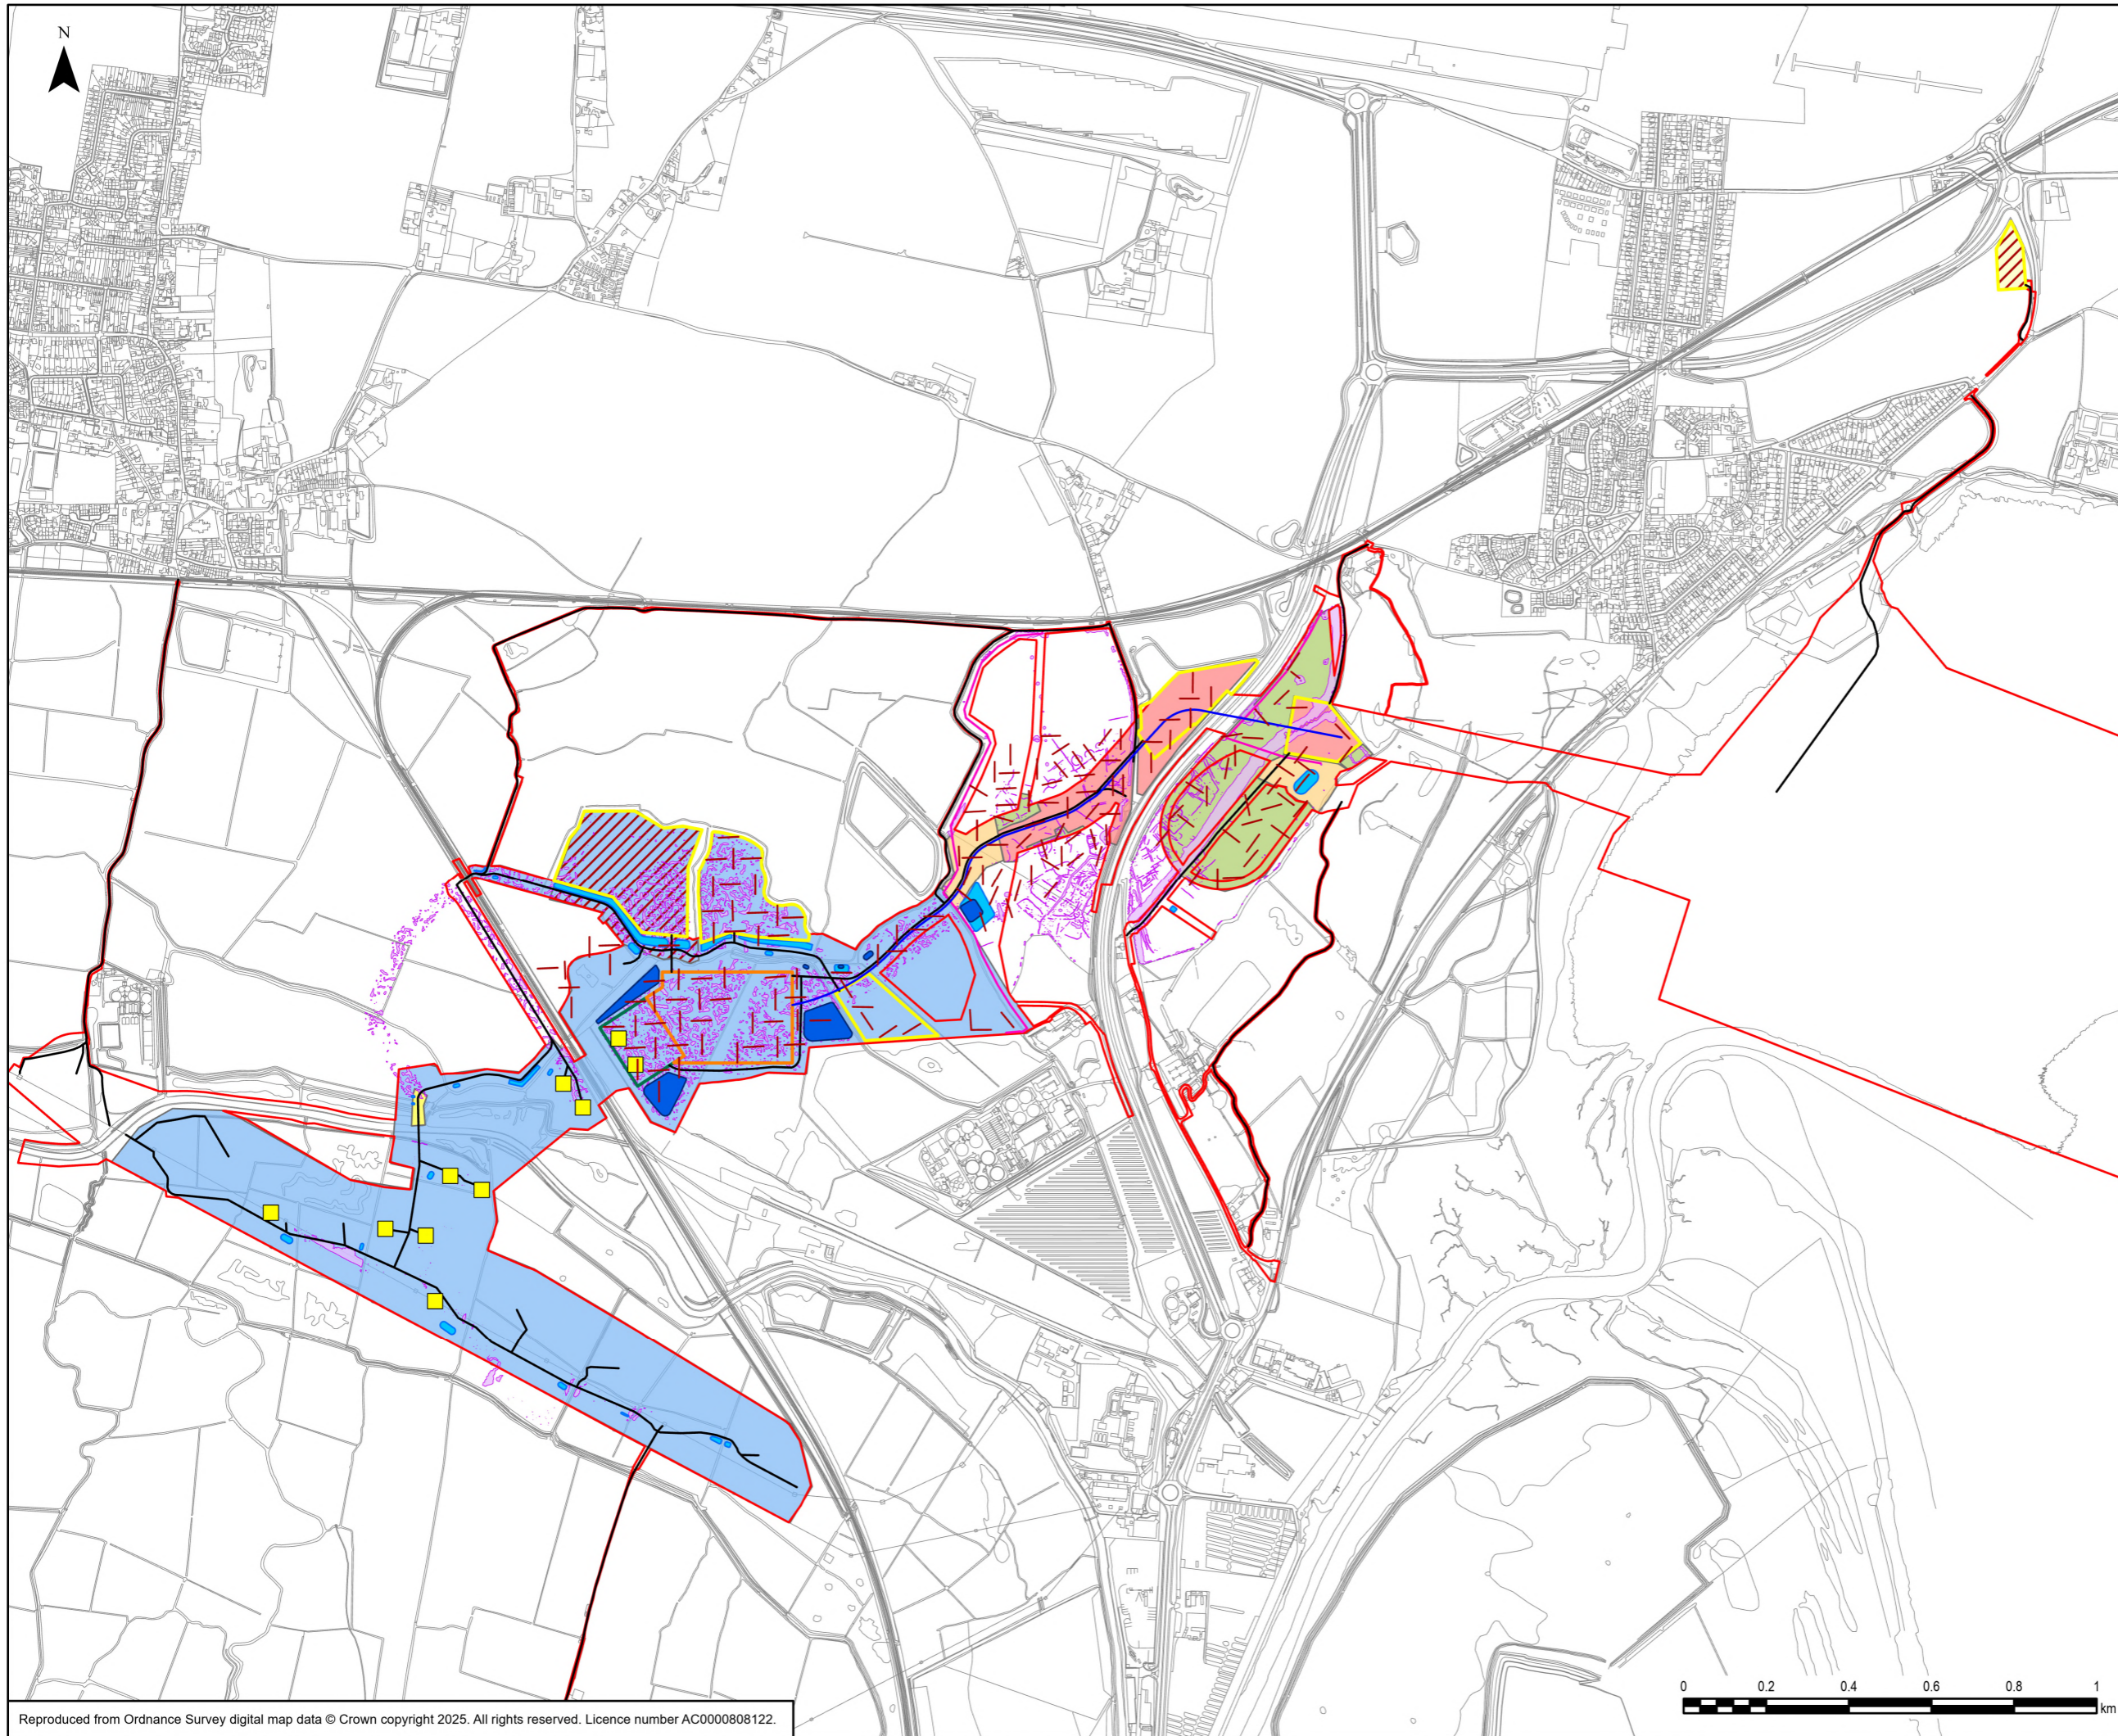 N
0 0.2 0.4 0.6 0.8 1
km
Reproduced from Ordnance Survey digital map data © Crown copyright 2025. All rights reserved. Licence number AC0000808122.